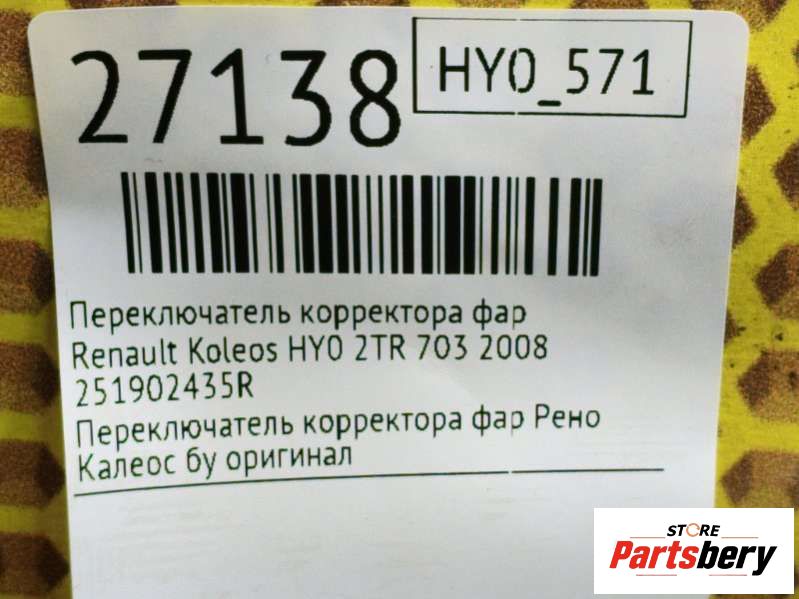 27138
HY0_571
Переключатель корректора фар
Renault Koleos HY0 2TR 703 2008
251902435R
Переключатель корректора фар Рено
Калеос бу оригинал
STORE
Partsbery